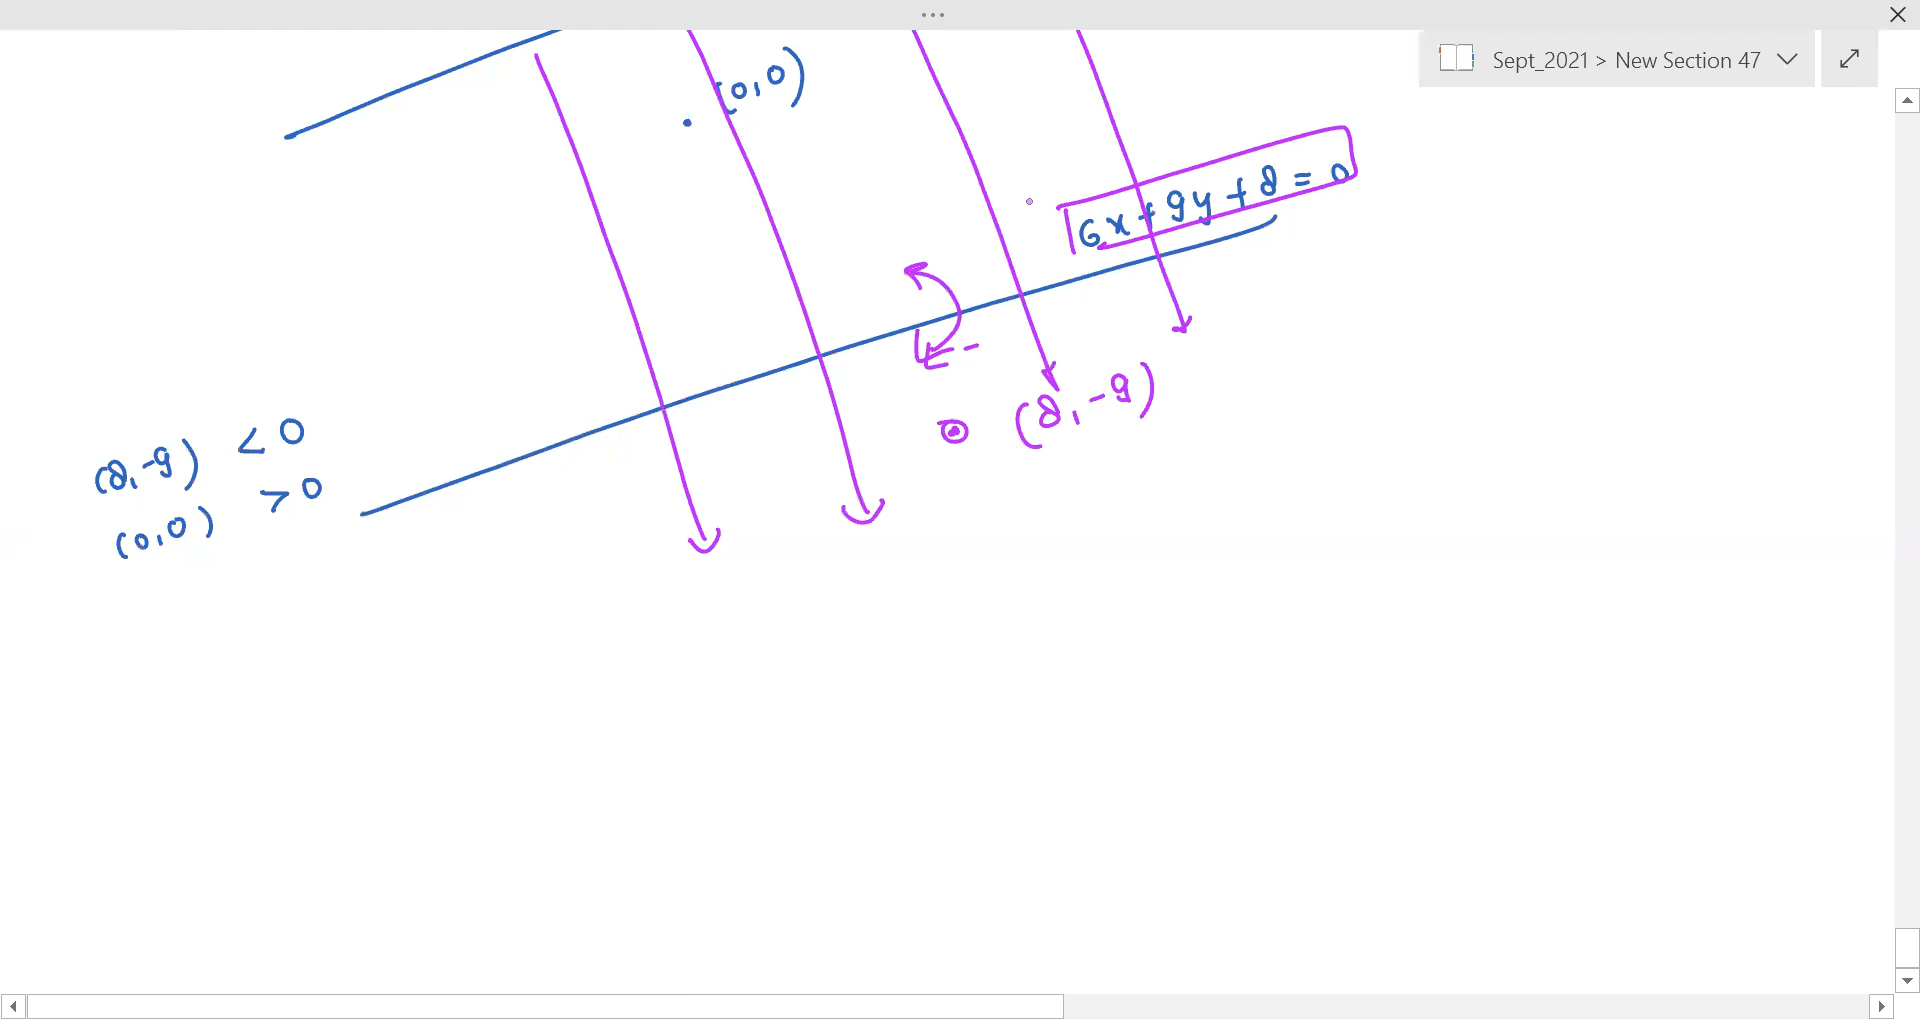 Sept_2021 > New Section 47
(0,0)
6x+9y+8=0
(8,-9)
(8,-9) <0
(0,0) >0